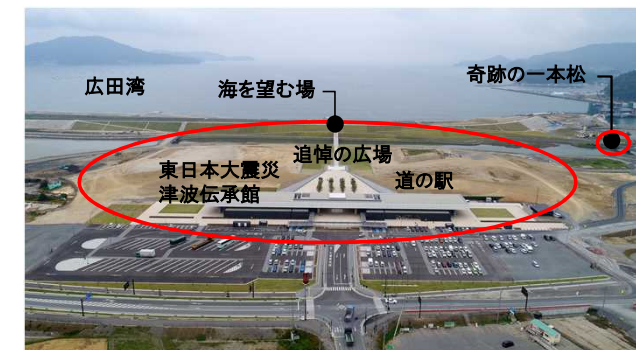 広田湾
海を望む場
奇跡の一本松
追悼の広場
東日本大震災
津波伝承館
道の駅